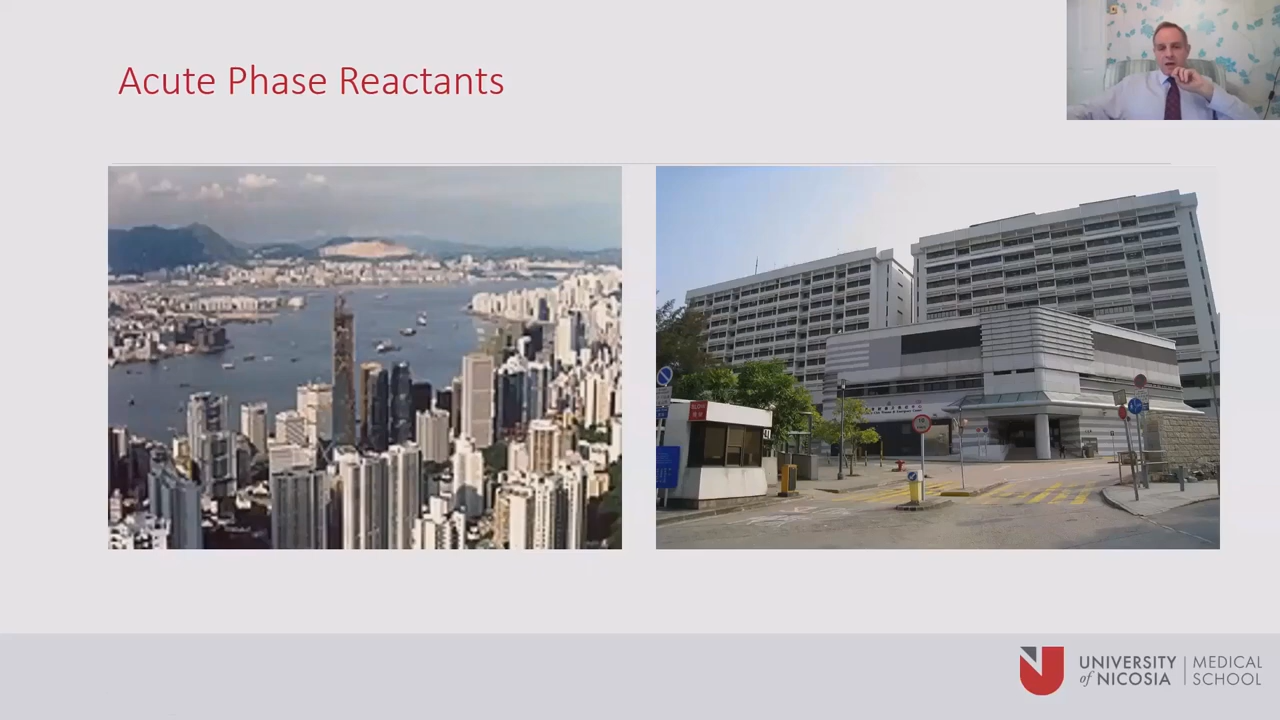 Acute Phase Reactants
UNIVERSITY
of NICOSIA
MEDICAL
SCHOOL